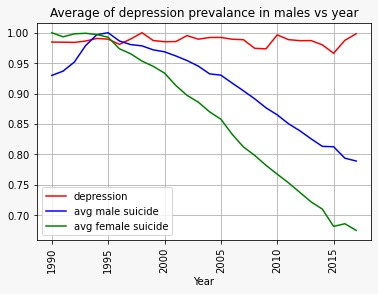 Average of depression prevalance in males vs year
1.00
0.95
0.90
0.85
0.80
0.75
0.70
depression
avg male suicide
avg female suicide
1990
1995
2000
2005
2010
2015
Year